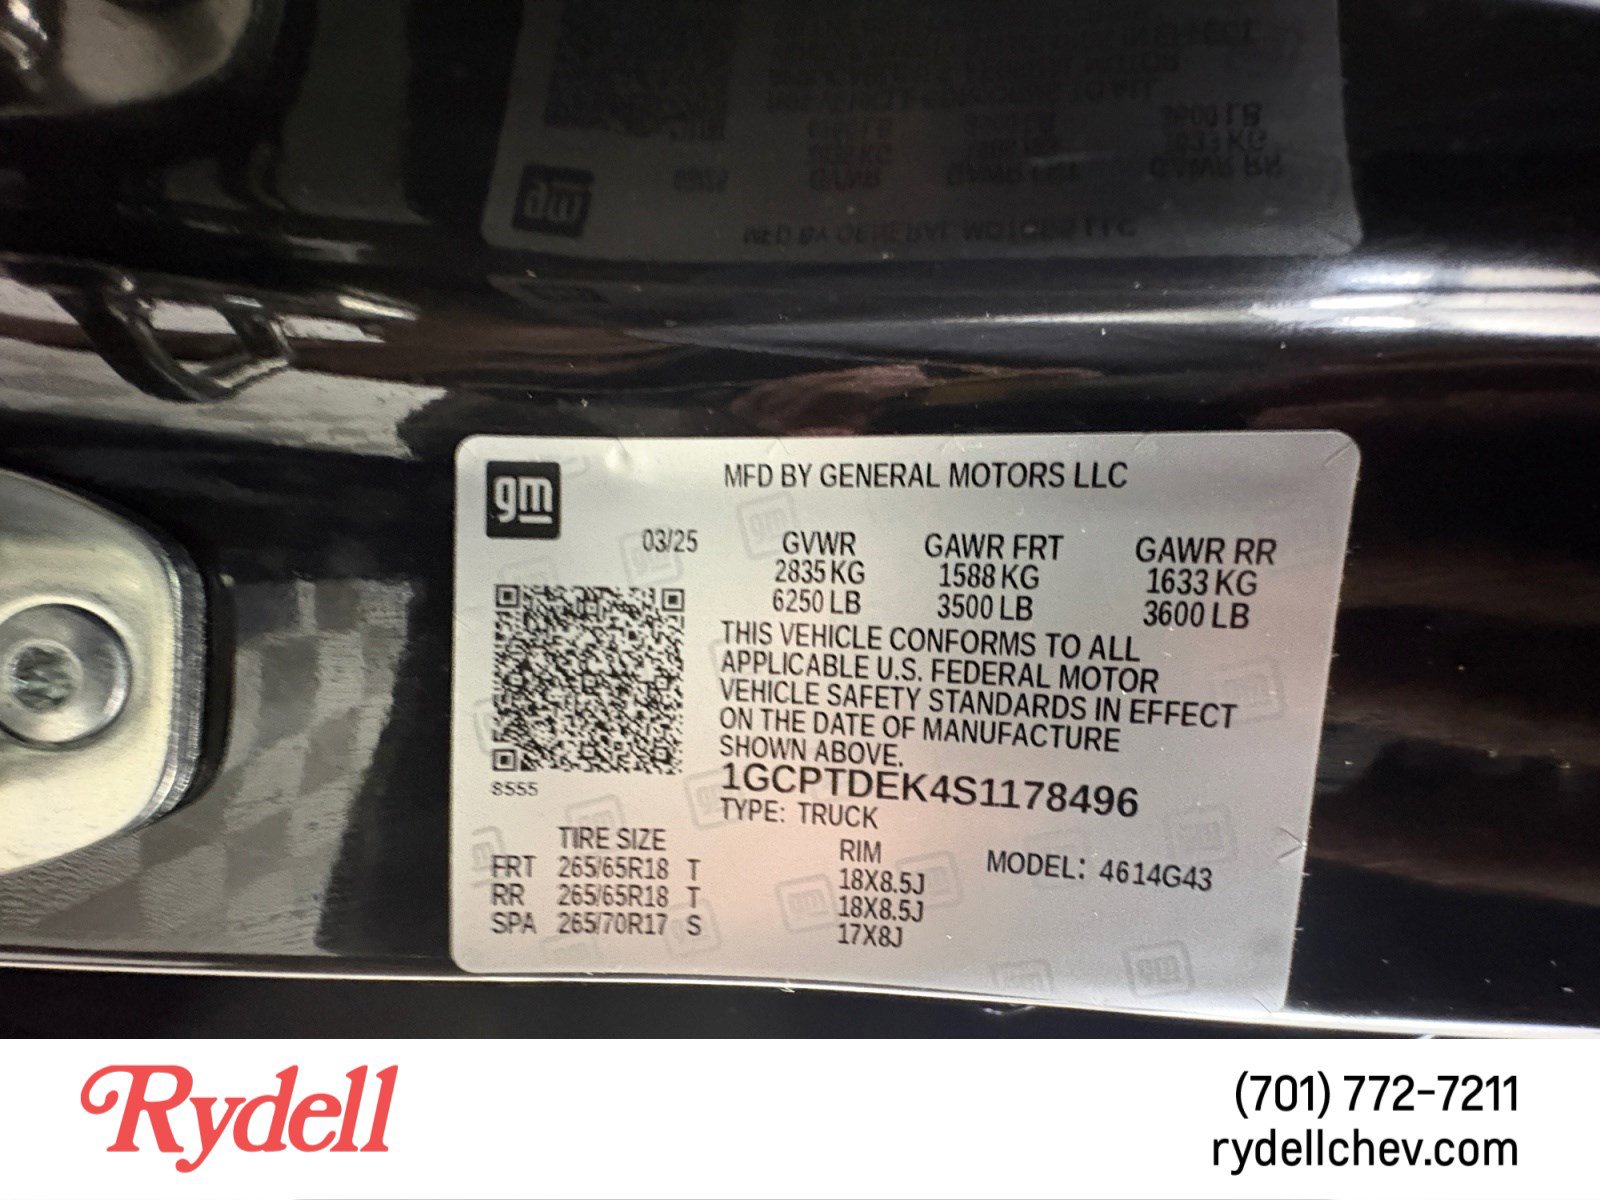 gm
MFD BY GENERAL MOTORS LLC
03/25 GVWR GAWR FRT GAWR RR
2835 KG 1588 KG 1633 KG
6250 LB 3500 LB 3600 LB
THIS VEHICLE CONFORMS TO ALL
APPLICABLE U.S. FEDERAL MOTOR
VEHICLE SAFETY STANDARDS IN EFFECT
ON THE DATE OF MANUFACTURE
SHOWN ABOVE.
8555
1GCPTDEK4S1178496
TYPE: TRUCK
TIRE SIZE RIM MODEL: 4614G43
FRT 265/65R18 T 18X8.5J
RR 265/65R18 T 18X8.5J
SPA 265/70R17 S 17X8J
Rydell
(701) 772-7211
rydellchev.com